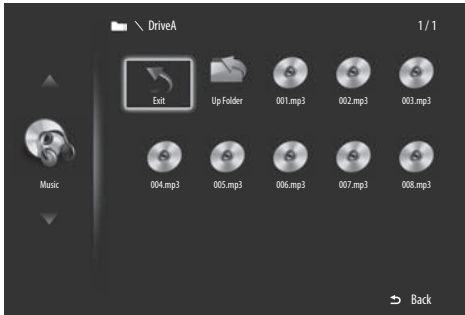 \ DriveA 1/1
Exit Up Folder 001.mp3 002.mp3 003.mp3
Music
004.mp3 005.mp3 006.mp3 007.mp3 008.mp3
Back